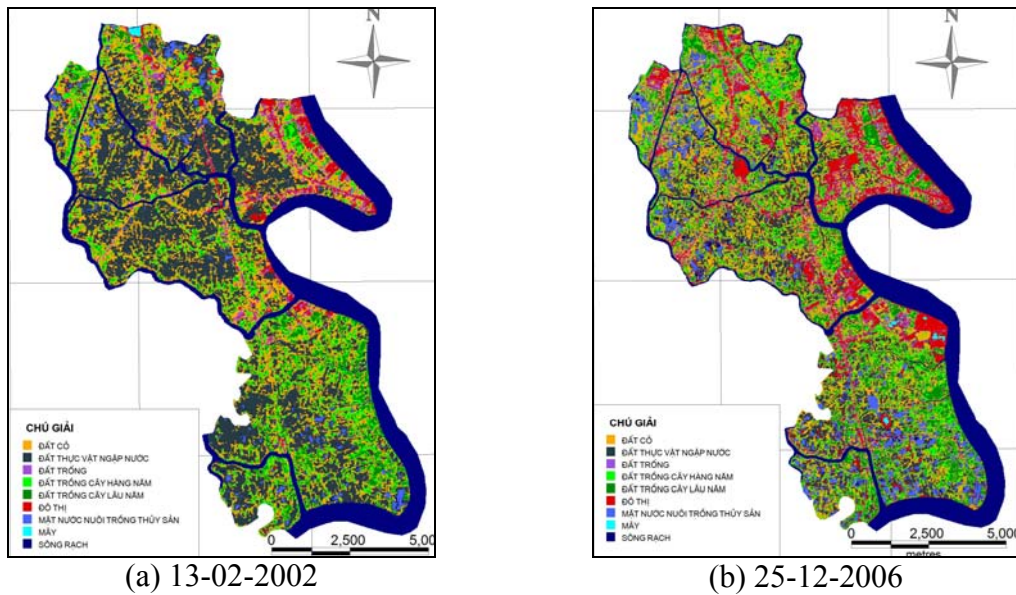 N
CHÚ GIẢI
ĐẤT CỎ
ĐẤT THỰC VẬT NGẬP NƯỚC
ĐẤT TRỐNG
ĐẤT TRỒNG CÂY HÀNG NĂM
ĐẤT TRỒNG CÂY LÂU NĂM
ĐÔ THỊ
MẶT NƯỚC NUÔI TRỒNG THỦY SẢN
MÂY
SÔNG RẠCH
0 2,500 5,00
(a) 13-02-2002
N
CHÚ GIẢI
ĐẤT CỎ
ĐẤT THỰC VẬT NGẬP NƯỚC
ĐẤT TRỐNG
ĐẤT TRỒNG CÂY HÀNG NĂM
ĐẤT TRỒNG CÂY LÂU NĂM
ĐÔ THỊ
MẶT NƯỚC NUÔI TRỒNG THỦY SẢN
MÂY
SÔNG RẠCH
0 2,500 5,00
metres
(b) 25-12-2006